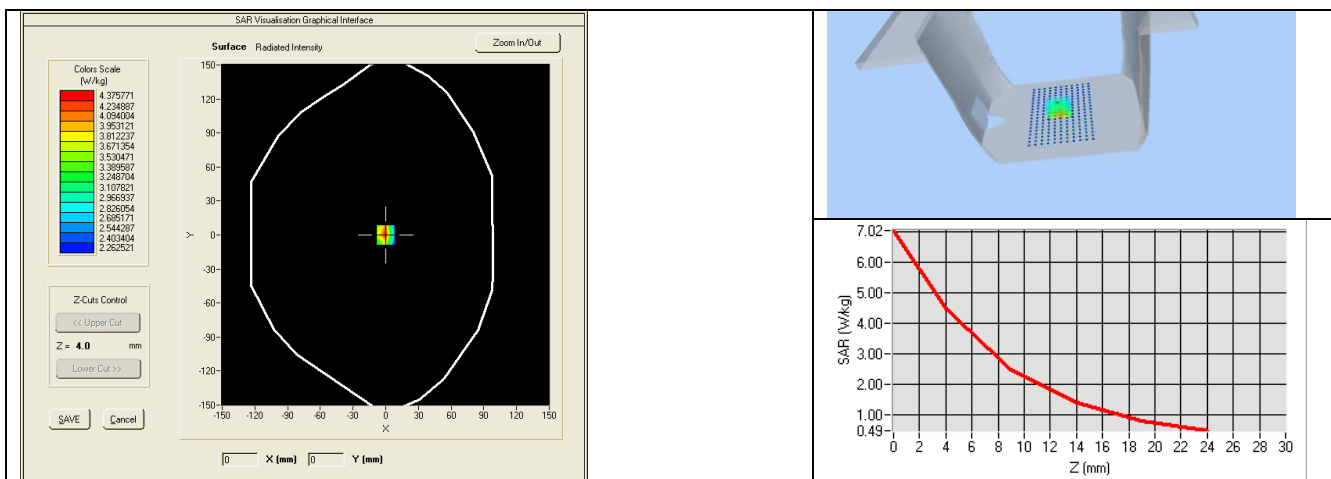 SAR Visualisation Graphical Interface
Surface Radiated Intensity
Zoom In/Out
Colors Scale
(W/kg)
4.375771
4.234887
4.094004
3.953121
3.812237
3.671354
3.530471
3.389587
3.248704
3.107821
2.966937
2.826054
2.685171
2.544287
2.403404
2.262521
Z-Cuts Control
<< Upper Cut
Z = 4.0 mm
Lower Cut >>
SAVE Cancel
150-
120-
90-
60-
30-
0-
-30-
-60-
-90-
-120-
-150-
Y
-150 -120 -90 -60 -30 0 30 60 90 120 150
X
0 X (mm) 0 Y (mm)
7.02-
6.00-
5.00-
4.00-
3.00-
2.00-
1.00-
0.49-
SAR (W/kg)
0 2 4 6 8 10 12 14 16 18 20 22 24 26 28 30
Z (mm)